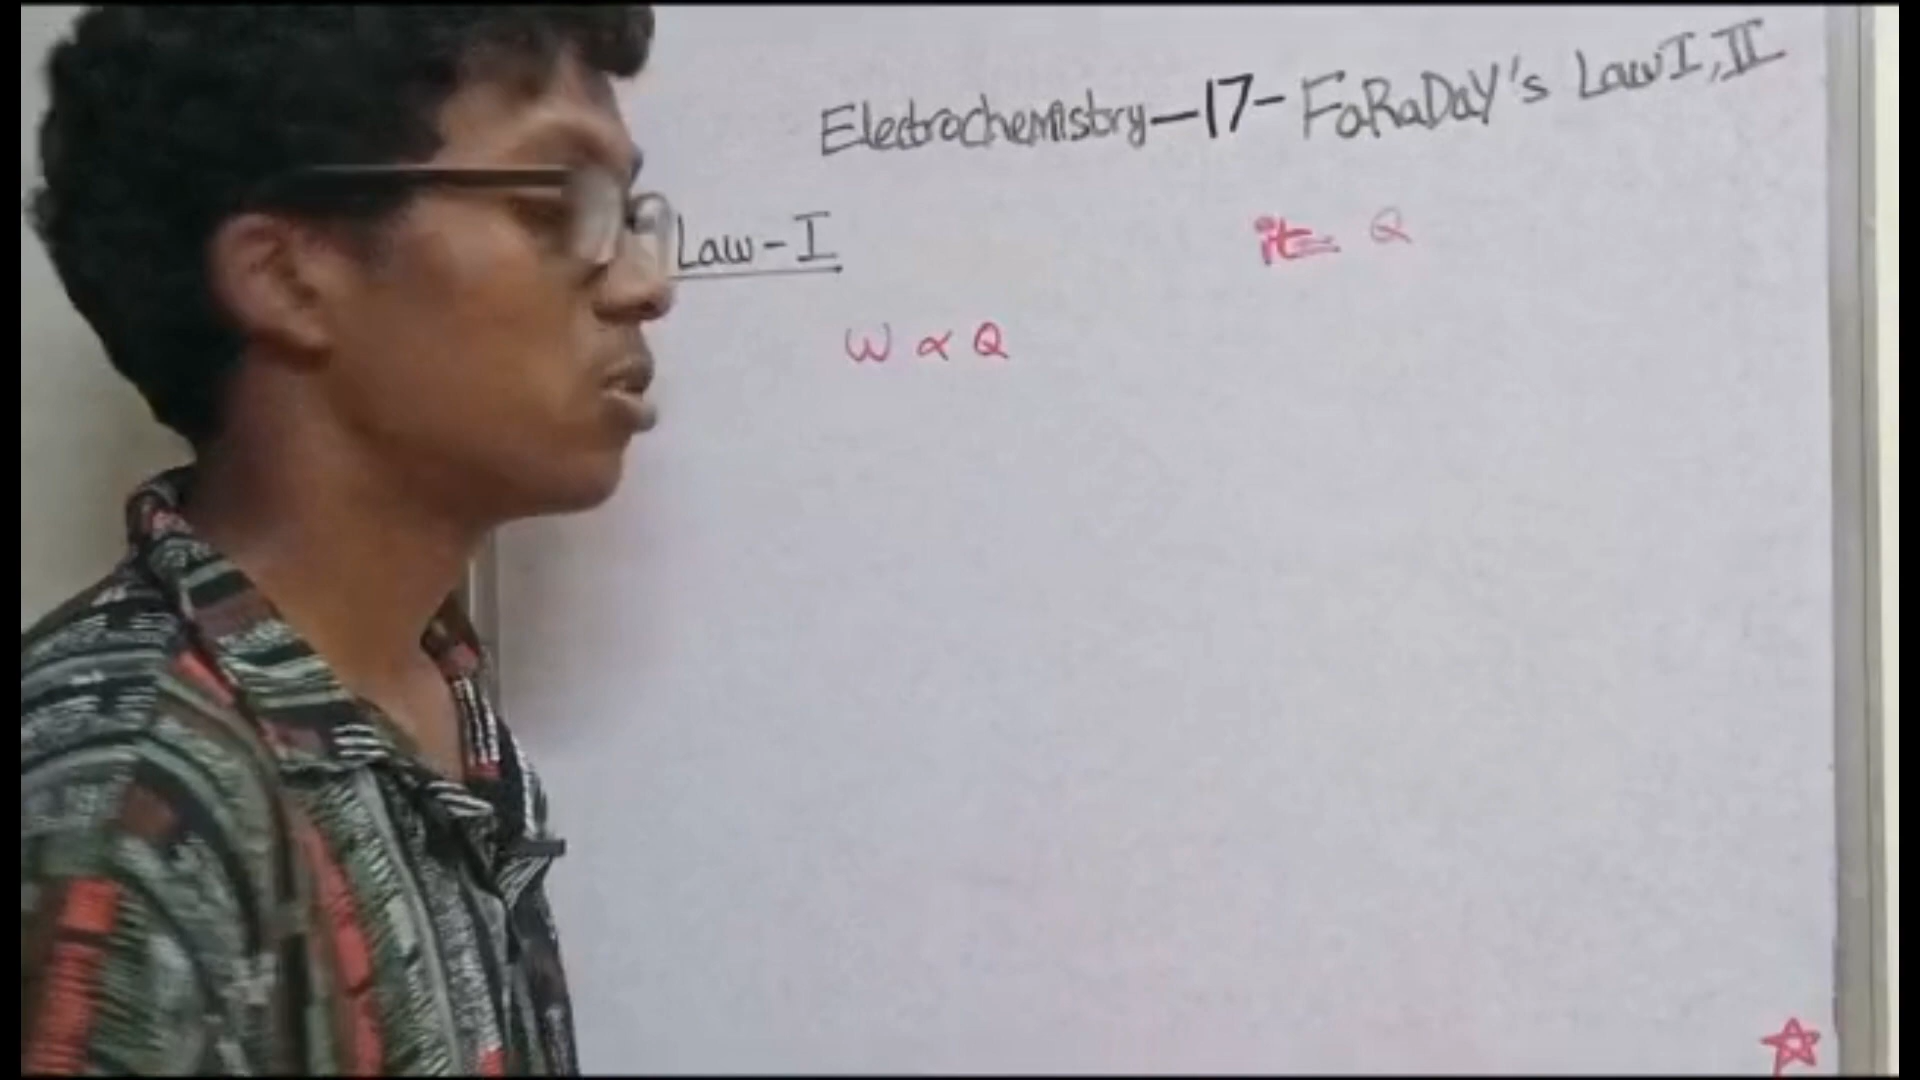 Electrochemistry-17-FaRaDaY's Law I, II
Law-I
it= Q
W ∝ Q